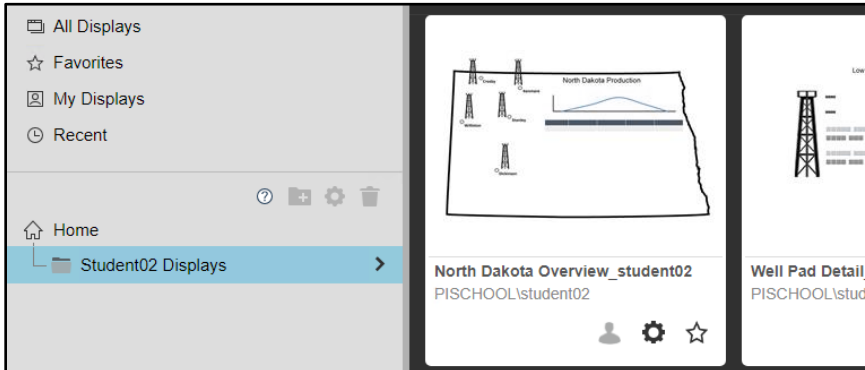 All Displays
Favorites
My Displays
Recent
Home
Student02 Displays
North Dakota Production
North Dakota Overview_student02
PISCHOOL\student02
Low
Well Pad Detail_
PISCHOOL\stud